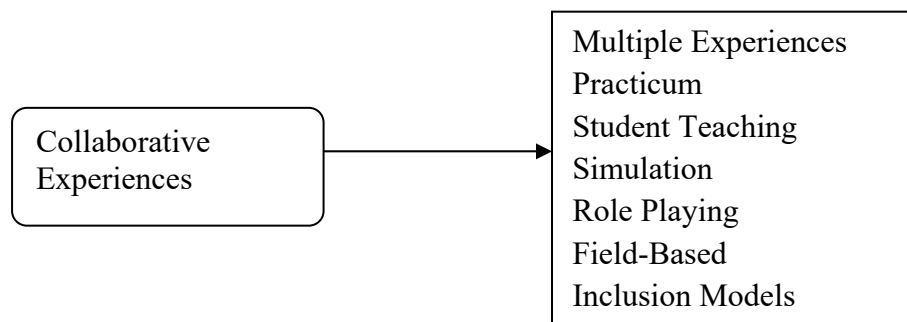 Collaborative
Experiences
Multiple Experiences
Practicum
Student Teaching
Simulation
Role Playing
Field-Based
Inclusion Models